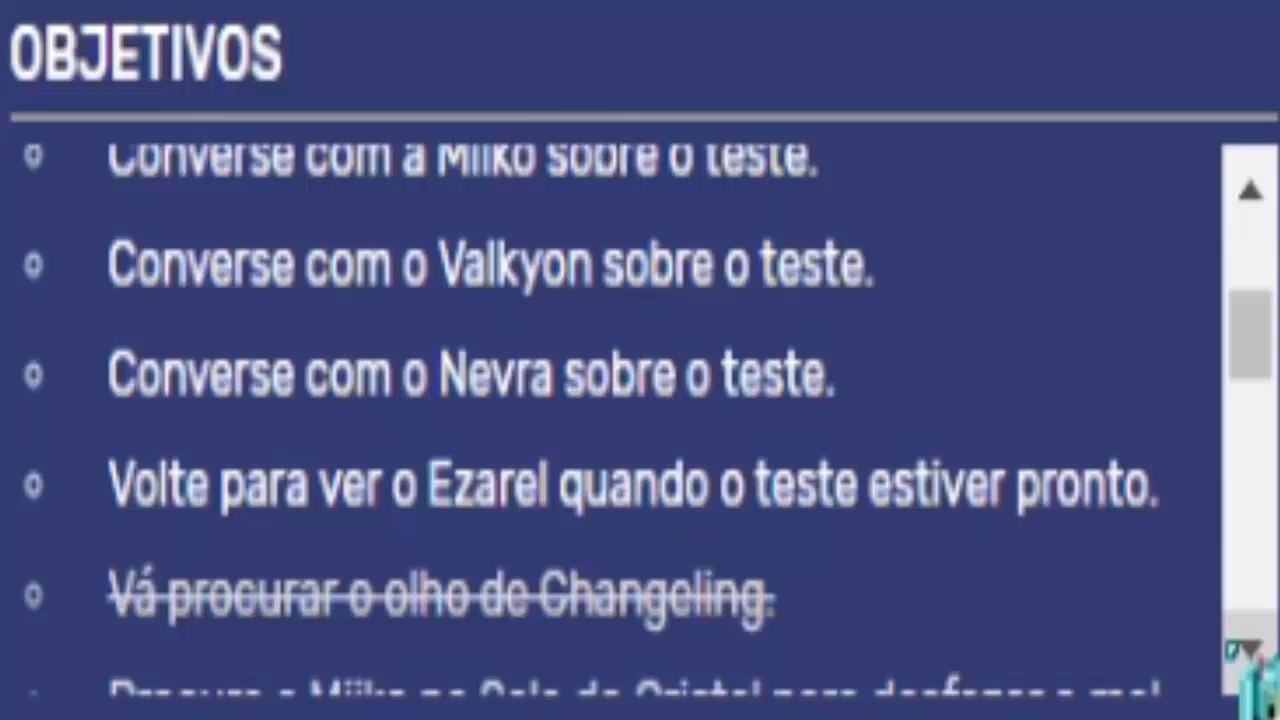 OBJETIVOS
Converse com a Miiko sobre o teste.
Converse com o Valkyon sobre o teste.
Converse com o Nevra sobre o teste.
Volte para ver o Ezarel quando o teste estiver pronto.
Vá procurar o olho de Changeling.